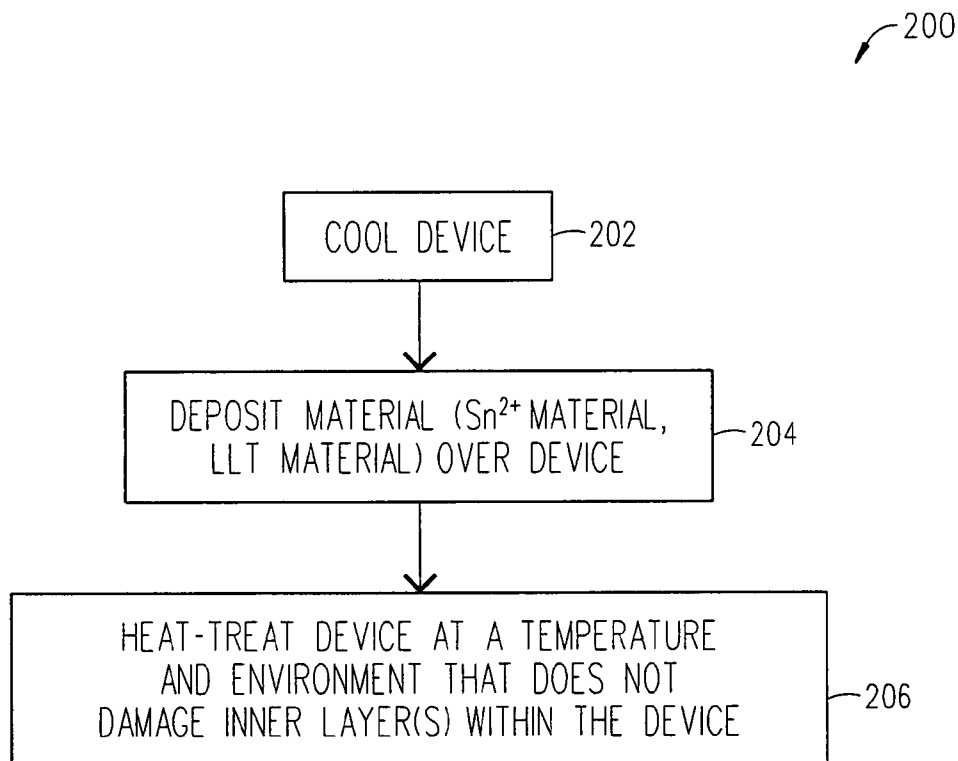 200
COOL DEVICE
202
DEPOSIT MATERIAL (Sn²⁺ MATERIAL,
LLT MATERIAL) OVER DEVICE
204
HEAT-TREAT DEVICE AT A TEMPERATURE
AND ENVIRONMENT THAT DOES NOT
DAMAGE INNER LAYER(S) WITHIN THE DEVICE
206